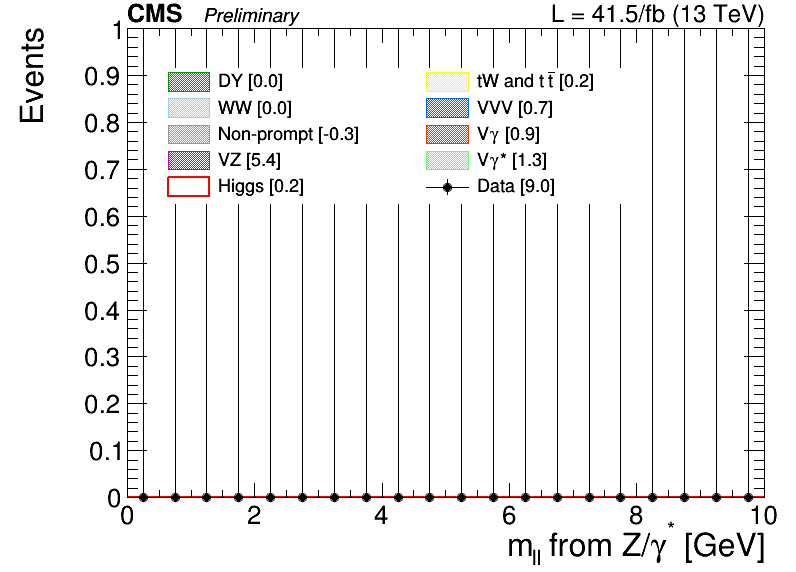 CMS Preliminary L = 41.5/fb (13 TeV)
Events
1
0.9
0.8
0.7
0.6
0.5
0.4
0.3
0.2
0.1
0
DY [0.0] tW and tt̄ [0.2]
WW [0.0] VVV [0.7]
Non-prompt [-0.3] Vγ [0.9]
VZ [5.4] Vγ* [1.3]
Higgs [0.2] Data [9.0]
0 2 4 6 8 10
m_ll from Z/γ* [GeV]